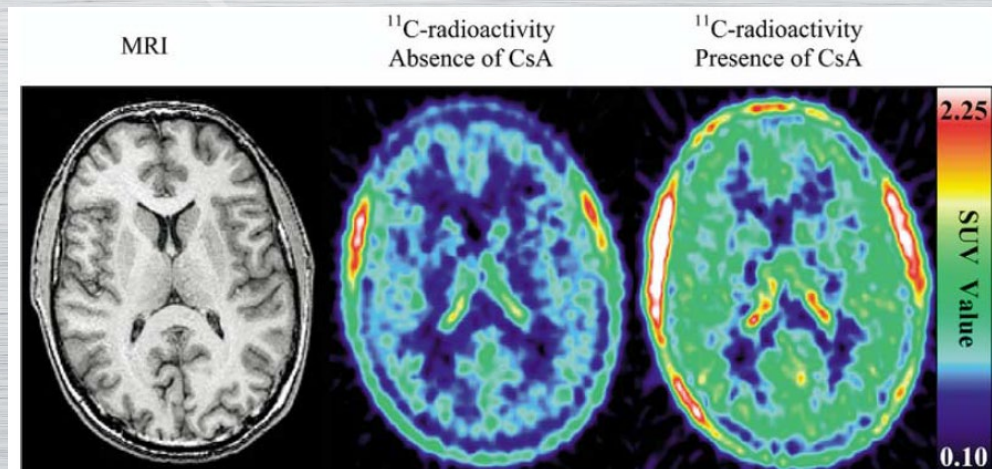 MRI
¹¹C-radioactivity
Absence of CsA
¹¹C-radioactivity
Presence of CsA
2.25
SUV Value
0.10